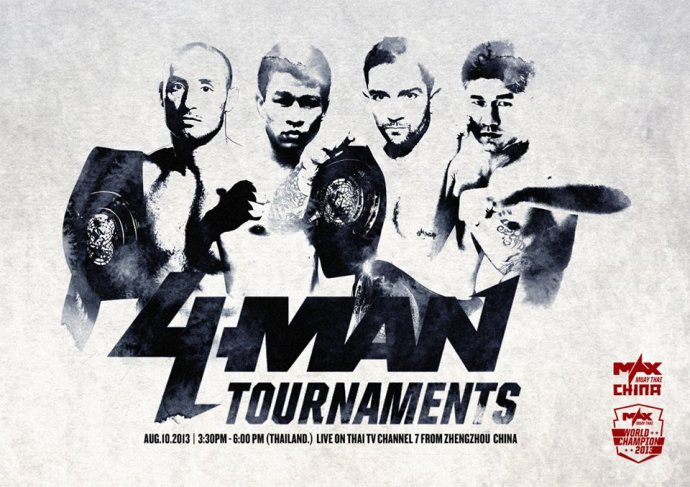 4-MAN
TOURNAMENTS
AUG.10.2013 | 3:30PM - 6:00 PM (THAILAND.) LIVE ON THAI TV CHANNEL 7 FROM ZHENGZHOU CHINA
MAX
MUAY THAI
CHINA
MAX
MUAY THAI
WORLD
CHAMPION
2013